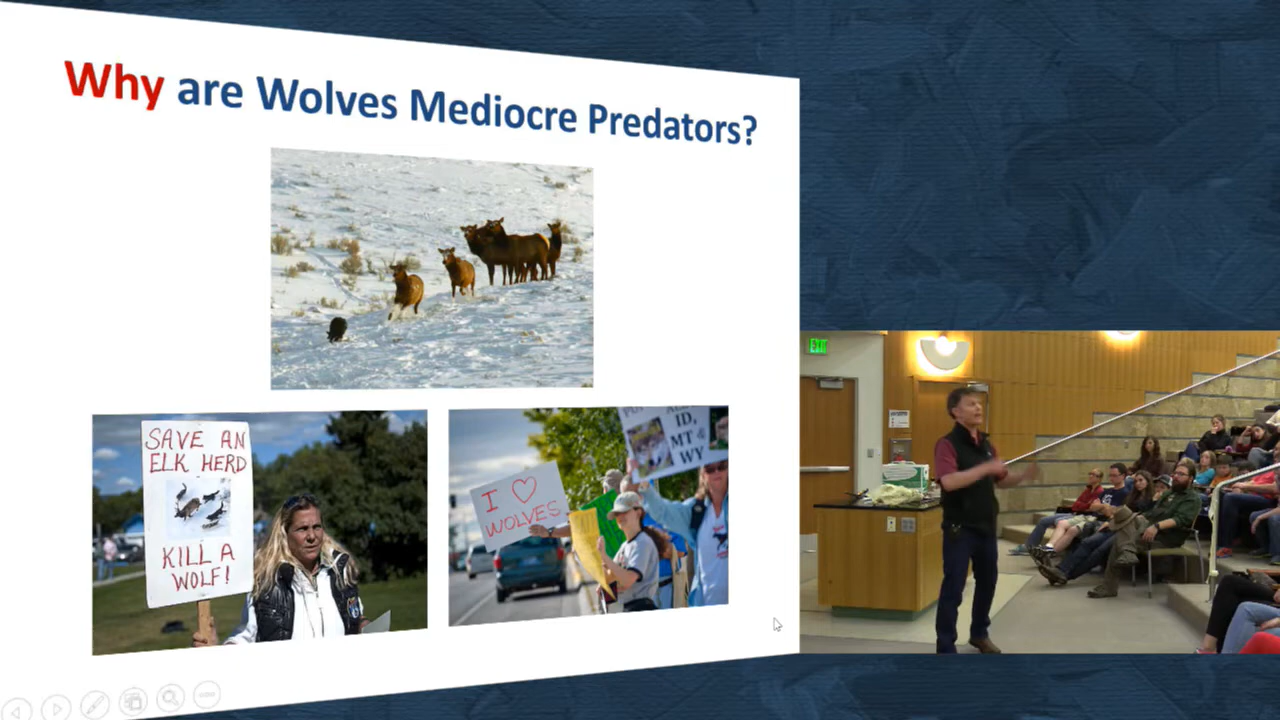 Why are Wolves Mediocre Predators?
SAVE AN
ELK HERD
KILL A
WOLF!
I
WOLVES
ID,
MT &
WY
EXIT